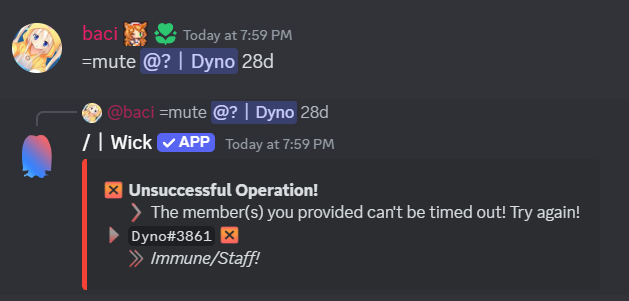 baci Today at 7:59 PM
=mute @? | Dyno 28d
@baci =mute @? | Dyno 28d
/ | Wick ✓ APP Today at 7:59 PM
Unsuccessful Operation!
The member(s) you provided can't be timed out! Try again!
Dyno#3861
Immune/Staff!